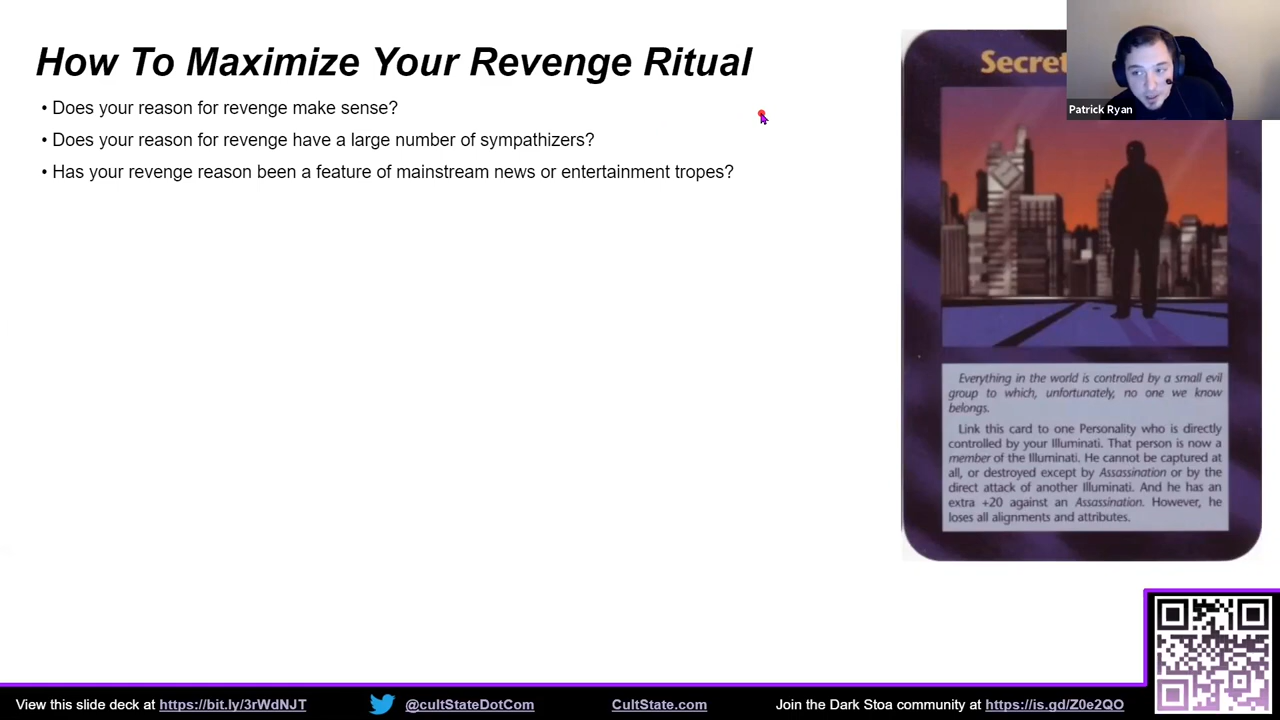 How To Maximize Your Revenge Ritual
• Does your reason for revenge make sense?
• Does your reason for revenge have a large number of sympathizers?
• Has your revenge reason been a feature of mainstream news or entertainment tropes?
Secret
Patrick Ryan
Everything in the world is controlled by a small evil
group to which, unfortunately, no one we know
belongs.
Link this card to one Personality who is directly
controlled by your Illuminati. That person is now a
member of the Illuminati. He cannot be captured at
all, or destroyed except by Assassination or by the
direct attack of another Illuminati. And he has an
extra +20 against an Assassination. However, he
loses all alignments and attributes.
View this slide deck at https://bit.ly/3rWdNJT
@cultStateDotCom
CultState.com
Join the Dark Stoa community at https://is.gd/Z0e2QO